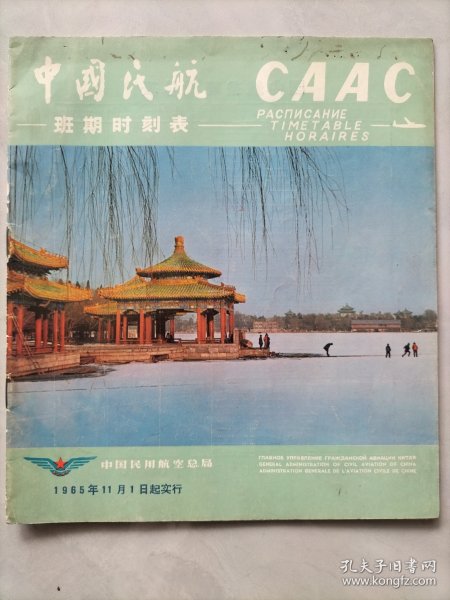 中国民航
CAAC
班期时刻表
РАСПИСАНИЕ
TIMETABLE
HORAIRES
中国民用航空总局
ГЛАВНОЕ УПРАВЛЕНИЕ ГРАЖДАНСКОЙ АВИАЦИИ КИТАЯ
GENERAL ADMINISTRATION OF CIVIL AVIATION OF CHINA
ADMINISTRATION GENERALE DE L'AVIATION CIVILE DE CHINE
1965年11月1日起实行
孔夫子旧书网
www.kongfz.com